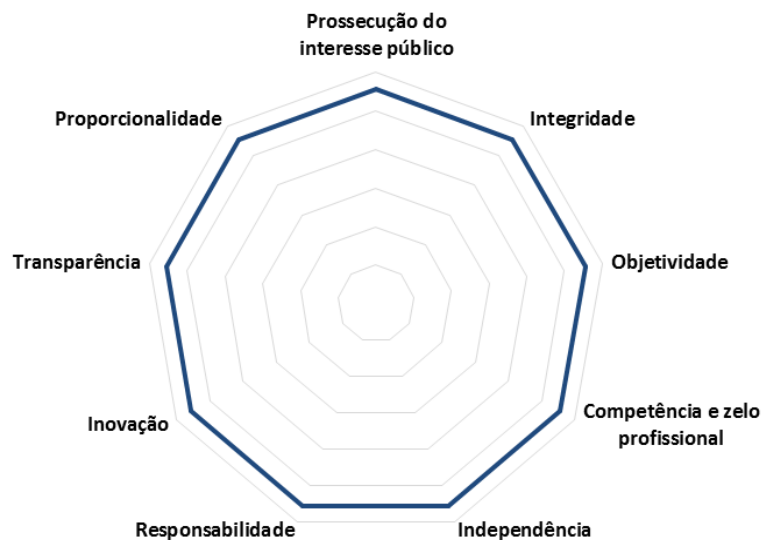 Prossecução do
interesse público
Proporcionalidade
Integridade
Transparência
Objetividade
Inovação
Competência e zelo
profissional
Responsabilidade
Independência